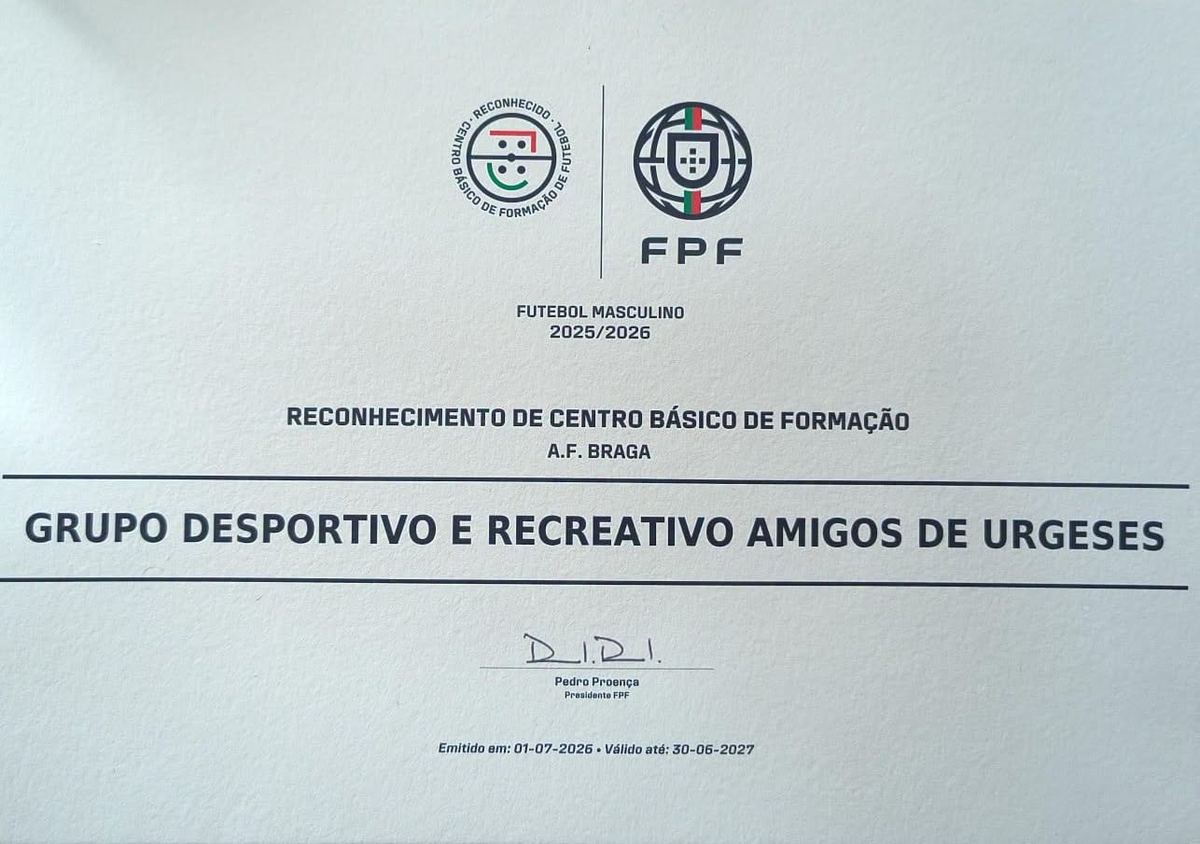 · RECONHECIDO ·
CENTRO BÁSICO DE FORMAÇÃO DE FUTEBOL
FPF
FUTEBOL MASCULINO
2025/2026
RECONHECIMENTO DE CENTRO BÁSICO DE FORMAÇÃO
A.F. BRAGA
GRUPO DESPORTIVO E RECREATIVO AMIGOS DE URGESES
Pedro Proença
Presidente FPF
Emitido em: 01-07-2026 • Válido até: 30-06-2027